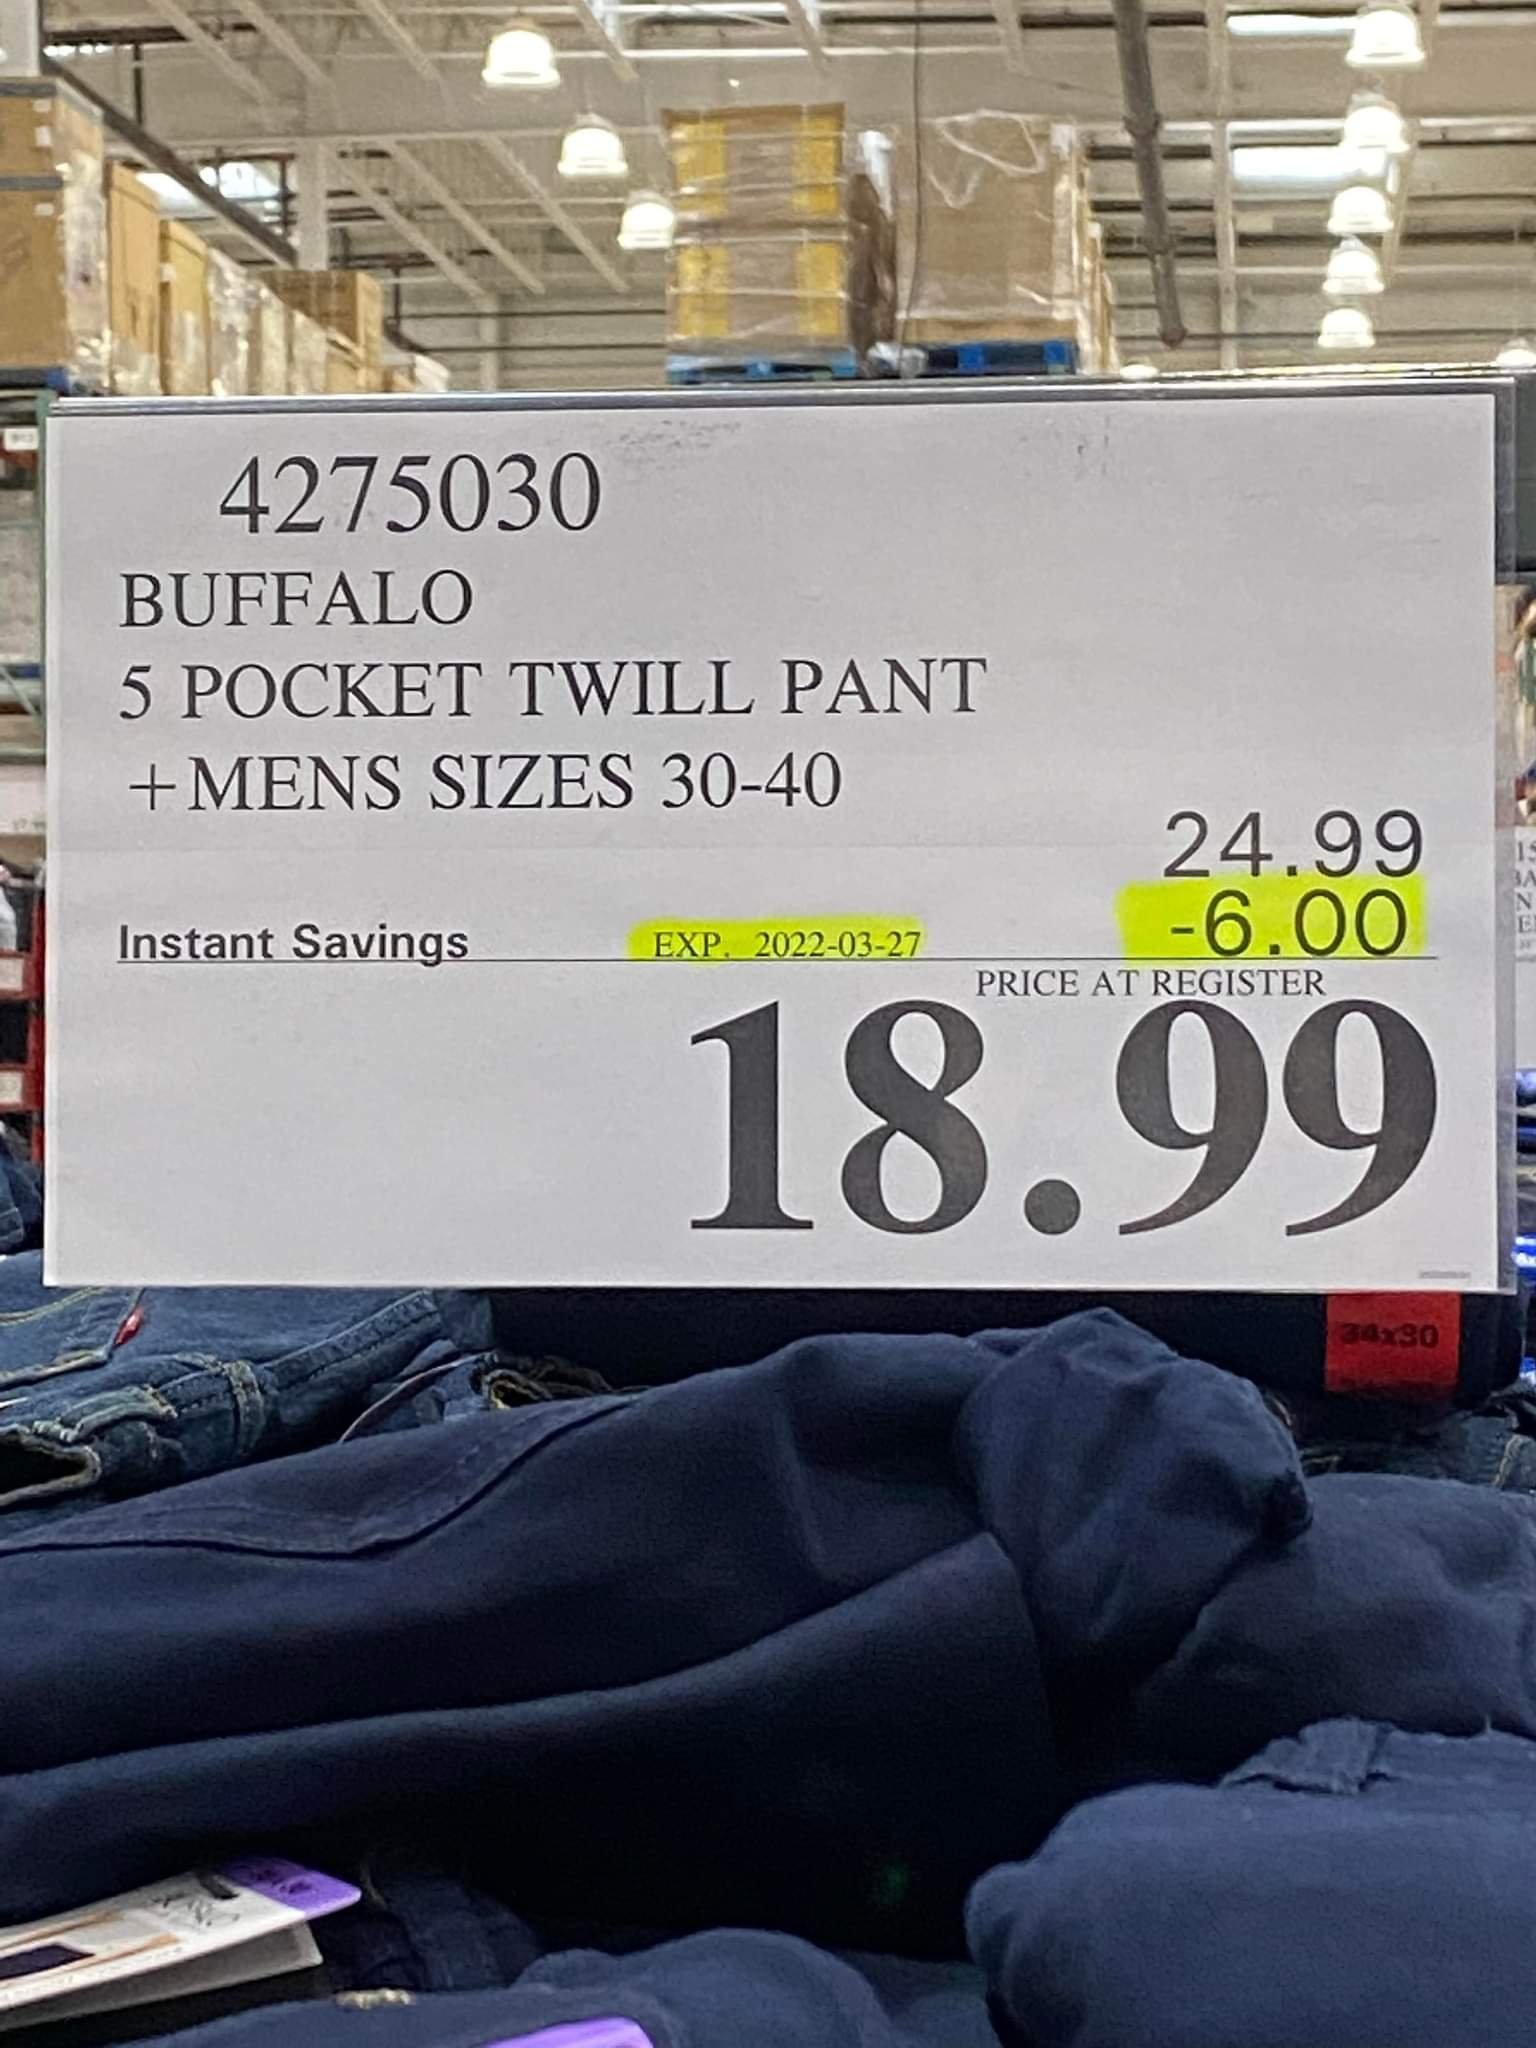 4275030
BUFFALO
5 POCKET TWILL PANT
+MENS SIZES 30-40
24.99
Instant Savings EXP. 2022-03-27 -6.00
PRICE AT REGISTER
18.99
34x30